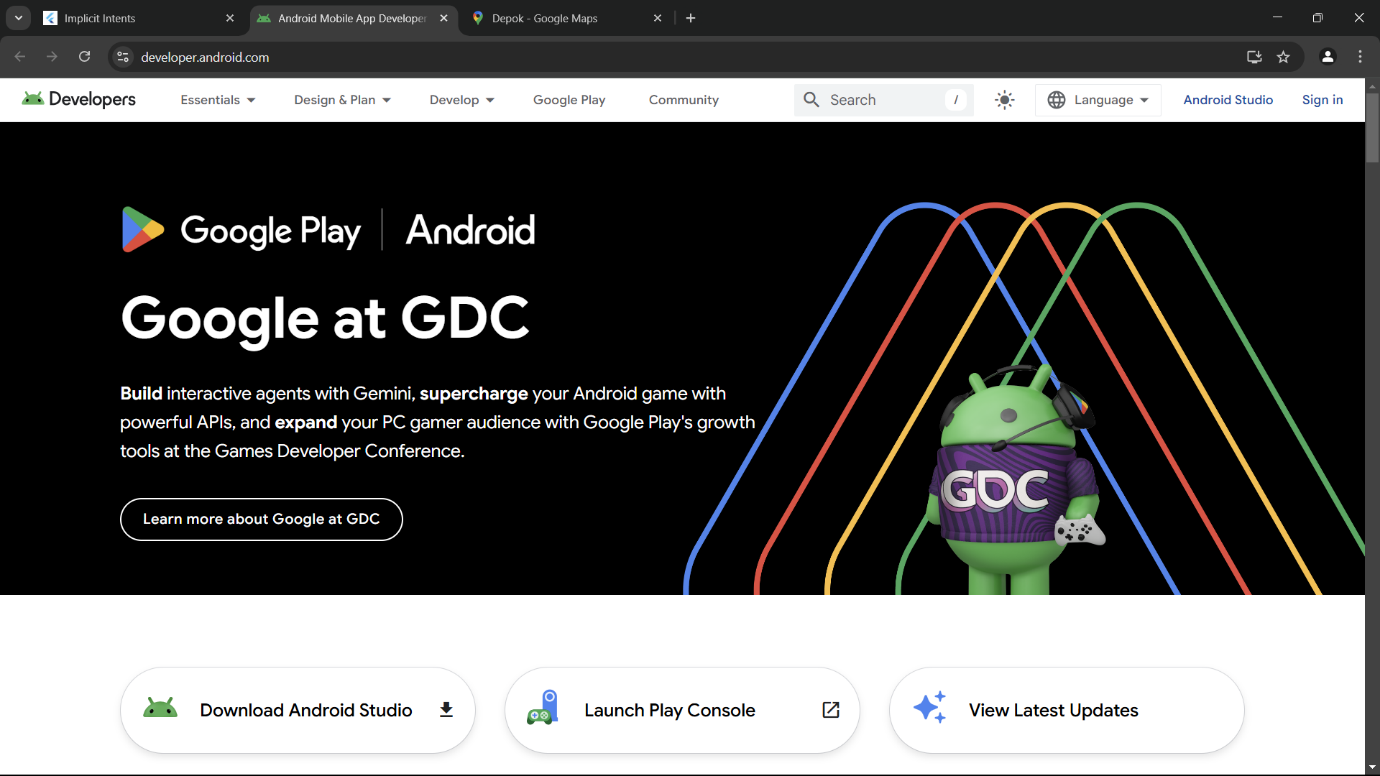 Implicit Intents
Android Mobile App Developer
Depok - Google Maps
developer.android.com
Developers
Essentials
Design & Plan
Develop
Google Play
Community
Search
/
Language
Android Studio
Sign in
Google Play | Android
Google at GDC
Build interactive agents with Gemini, supercharge your Android game with
powerful APIs, and expand your PC gamer audience with Google Play's growth
tools at the Games Developer Conference.
Learn more about Google at GDC
GDC
Download Android Studio
Launch Play Console
View Latest Updates